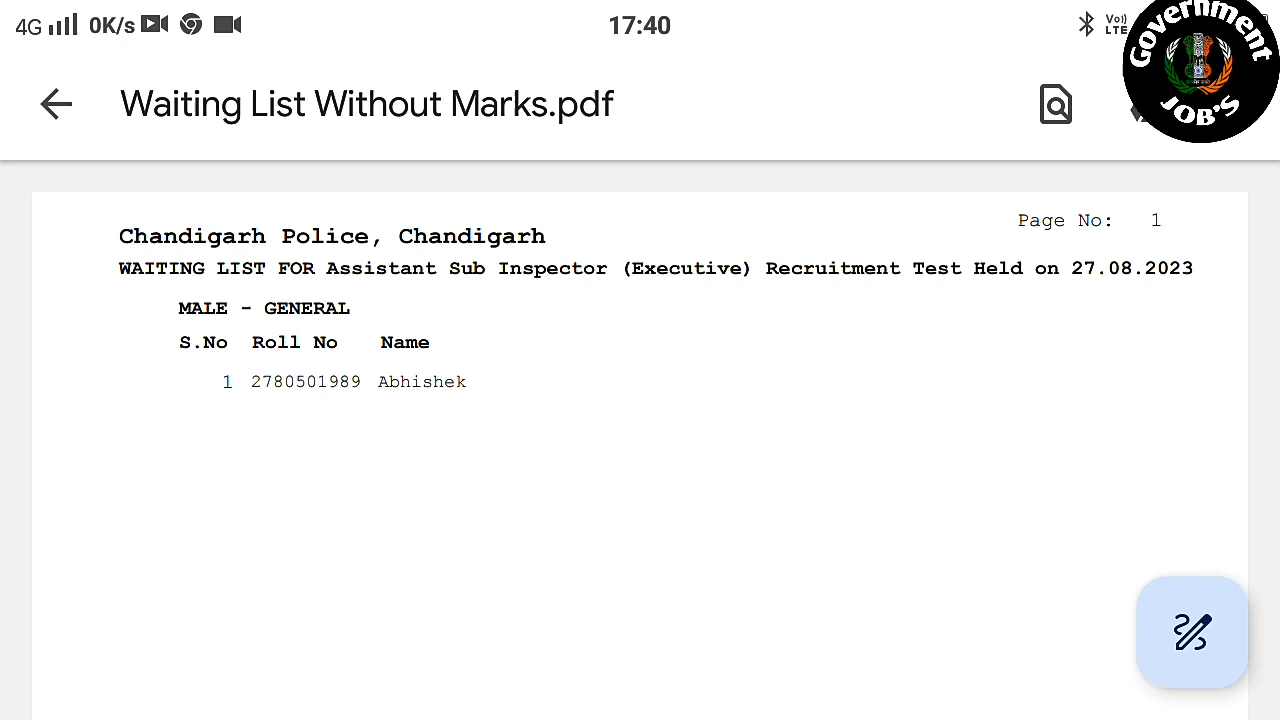 4G 0K/s 17:40 Vo)) LTE
Government
JOB'S
Waiting List Without Marks.pdf
Page No: 1
Chandigarh Police, Chandigarh
WAITING LIST FOR Assistant Sub Inspector (Executive) Recruitment Test Held on 27.08.2023
MALE - GENERAL
S.No Roll No Name
1 2780501989 Abhishek